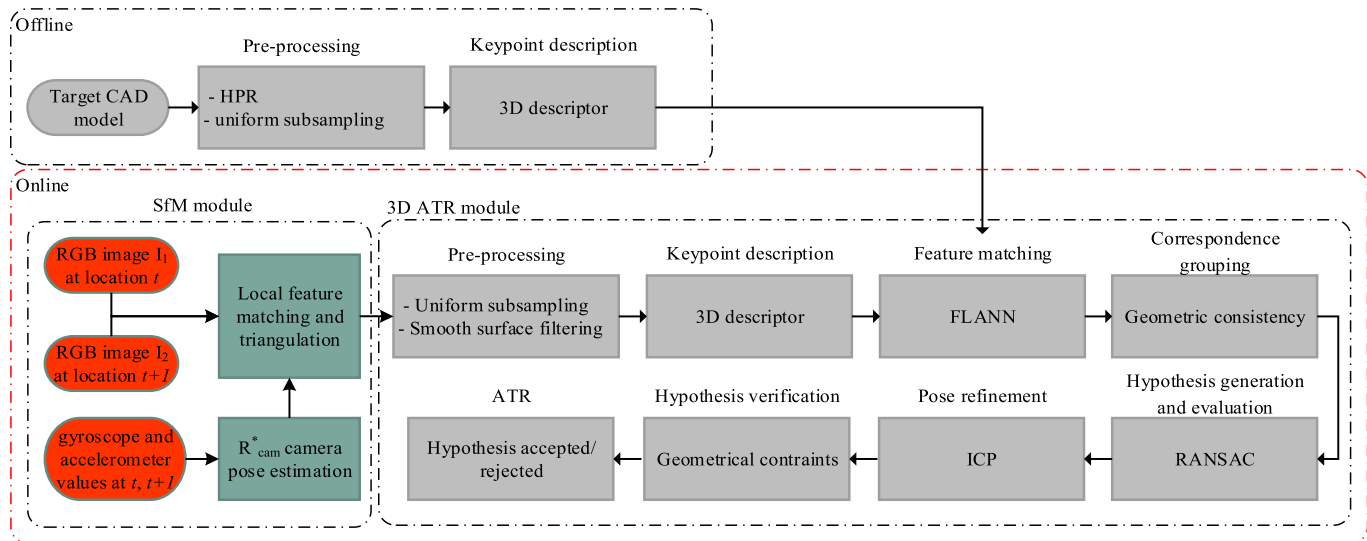 Offline
Pre-processing
Keypoint description
Target CAD
model
- HPR
- uniform subsampling
3D descriptor
Online
SfM module
3D ATR module
RGB image I1
at location t
RGB image I2
at location t+1
gyroscope and
accelerometer
values at t, t+1
Local feature
matching and
triangulation
R*cam camera
pose estimation
Pre-processing
- Uniform subsampling
- Smooth surface filtering
Keypoint description
3D descriptor
Feature matching
FLANN
Correspondence
grouping
Geometric consistency
Hypothesis generation
and evaluation
RANSAC
Pose refinement
ICP
Hypothesis verification
Geometrical contraints
ATR
Hypothesis accepted/
rejected